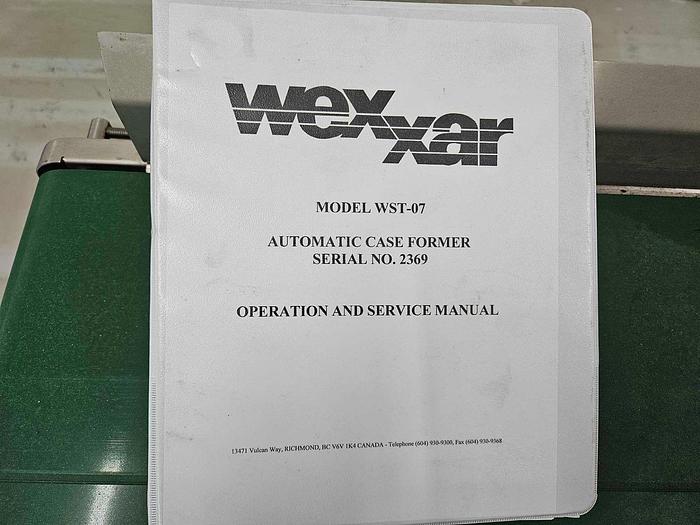 wexxar
MODEL WST-07
AUTOMATIC CASE FORMER
SERIAL NO. 2369
OPERATION AND SERVICE MANUAL
13471 Vulcan Way, RICHMOND, BC V6V 1K4 CANADA - Telephone (604) 930-9300, Fax (604) 930-9368